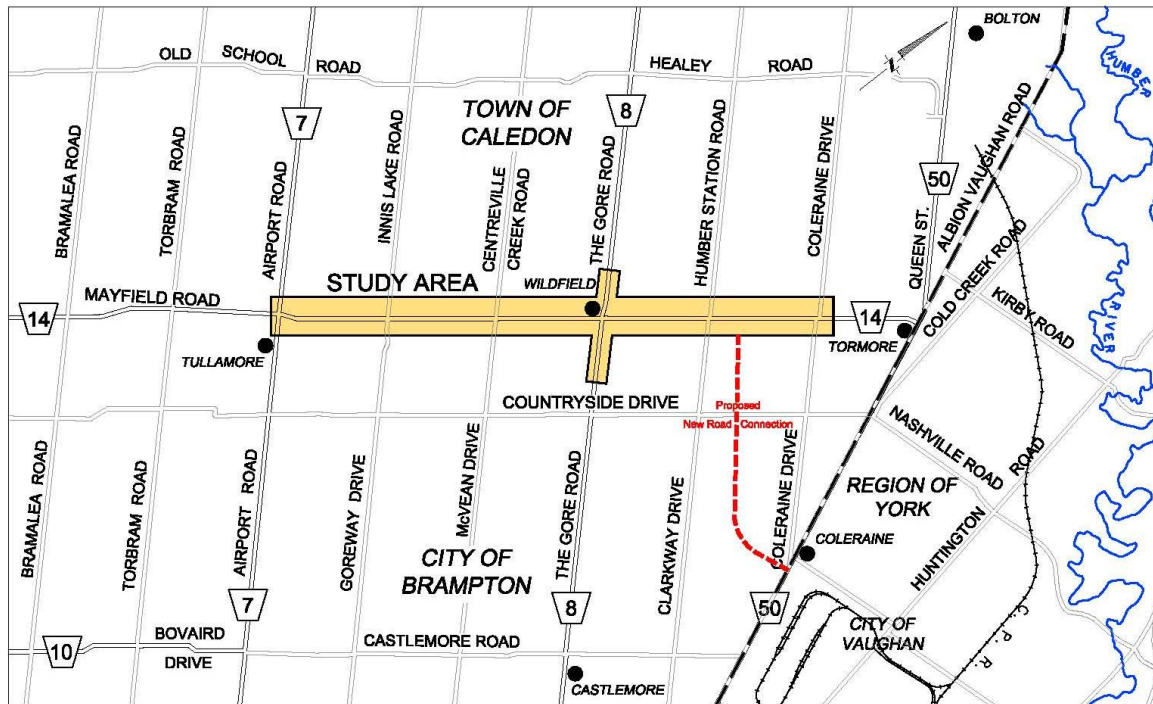 BOLTON
OLD SCHOOL ROAD
HEALEY ROAD
HUMBER
RIVER
N
TOWN OF
CALEDON
7
8
50
BRAMALEA ROAD
TORBRAM ROAD
AIRPORT ROAD
INNIS LAKE ROAD
CENTREVILLE
CREEK ROAD
THE GORE ROAD
HUMBER STATION ROAD
COLERAINE DRIVE
QUEEN ST.
ALBION VAUGHAN ROAD
COLD CREEK ROAD
KIRBY ROAD
STUDY AREA
WILDFIELD
MAYFIELD ROAD
14
14
TULLAMORE
TORMORE
COUNTRYSIDE DRIVE
Proposed
New Road Connection
NASHVILLE ROAD
HUNTINGTON ROAD
REGION OF
YORK
BRAMALEA ROAD
TORBRAM ROAD
AIRPORT ROAD
GOREWAY DRIVE
McVEAN DRIVE
THE GORE ROAD
CLARKWAY DRIVE
COLERAINE DRIVE
COLERAINE
CITY OF
BRAMPTON
7
8
50
CITY OF
VAUGHAN
C. P. R.
10
BOVAIRD
DRIVE
CASTLEMORE ROAD
CASTLEMORE